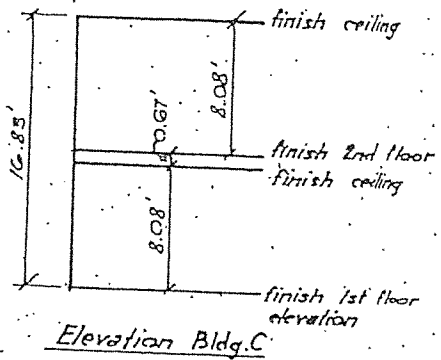 finish ceiling
16.83'
8.08'
0.67'
finish 2nd floor
finish ceiling
8.08'
finish 1st floor
elevation
Elevation Bldg.C